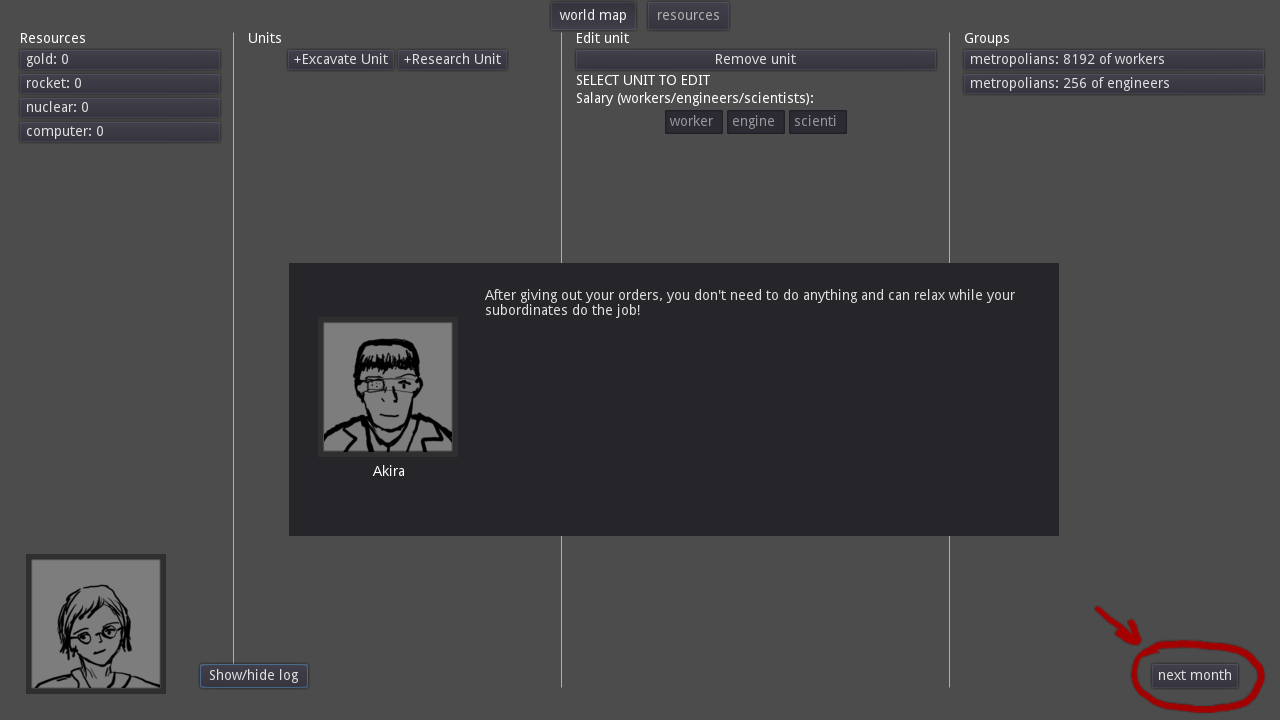 world map
resources
Resources
gold: 0
rocket: 0
nuclear: 0
computer: 0
Units
+Excavate Unit
+Research Unit
Edit unit
Remove unit
SELECT UNIT TO EDIT
Salary (workers/engineers/scientists):
worker
engine
scienti
Groups
metropolians: 8192 of workers
metropolians: 256 of engineers
After giving out your orders, you don't need to do anything and can relax while your
subordinates do the job!
Akira
Show/hide log
next month